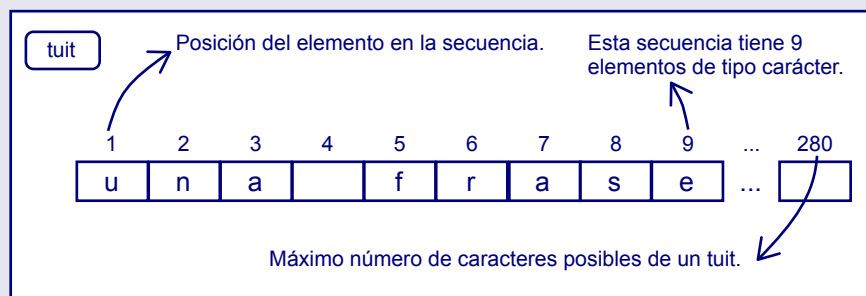 tuit
Posición del elemento en la secuencia.
Esta secuencia tiene 9
elementos de tipo carácter.
1 2 3 4 5 6 7 8 9 ... 280
u n a f r a s e ...
Máximo número de caracteres posibles de un tuit.